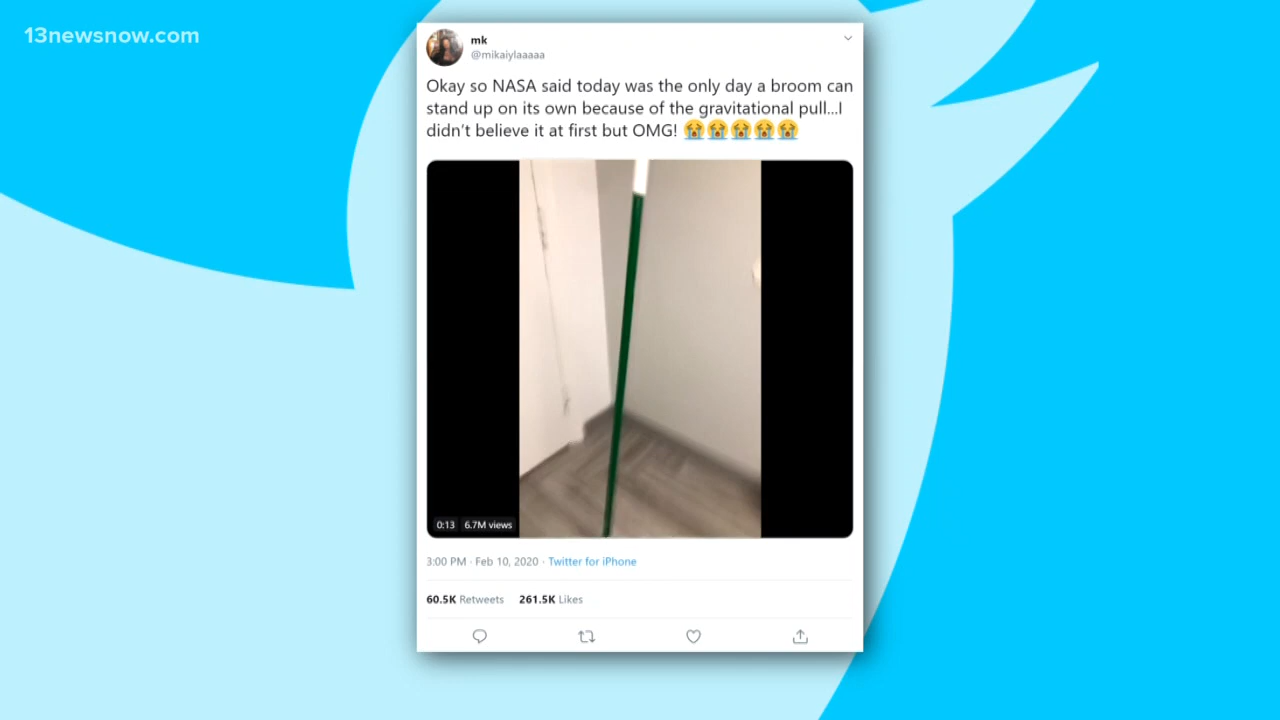 13newsnow.com
mk
@mikaiylaaaaa
Okay so NASA said today was the only day a broom can
stand up on its own because of the gravitational pull...I
didn't believe it at first but OMG! 😭😭😭😭😭
0:13 6.7M views
3:00 PM · Feb 10, 2020 · Twitter for iPhone
60.5K Retweets 261.5K Likes